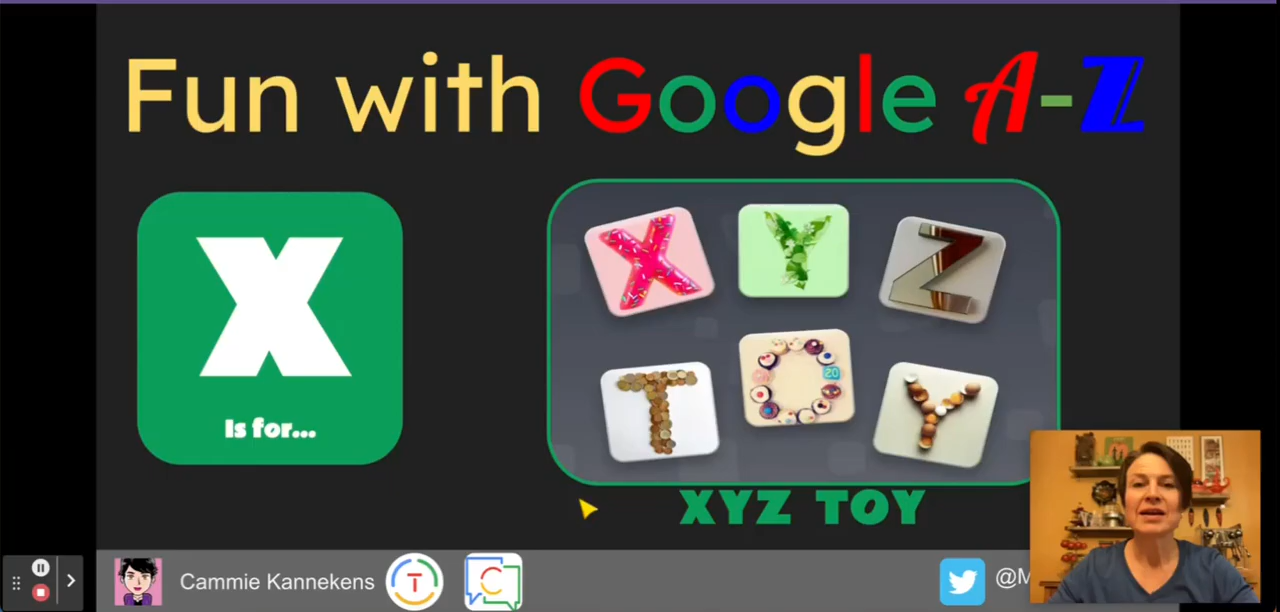 Fun with Google A-Z
X
Is for...
X Y Z
T O Y
20
XYZ TOY
Cammie Kannekens
T
C
@M